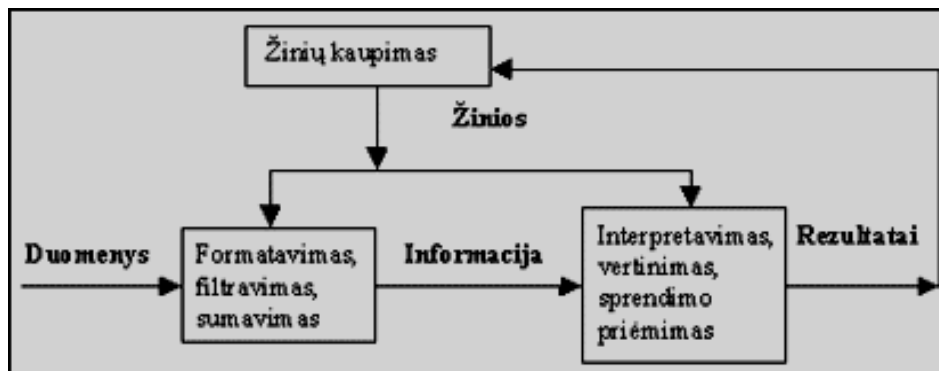 Žinių kaupimas
Žinios
Duomenys
Formatavimas,
filtravimas,
sumavimas
Informacija
Interpretavimas,
vertinimas,
sprendimo
priėmimas
Rezultatai